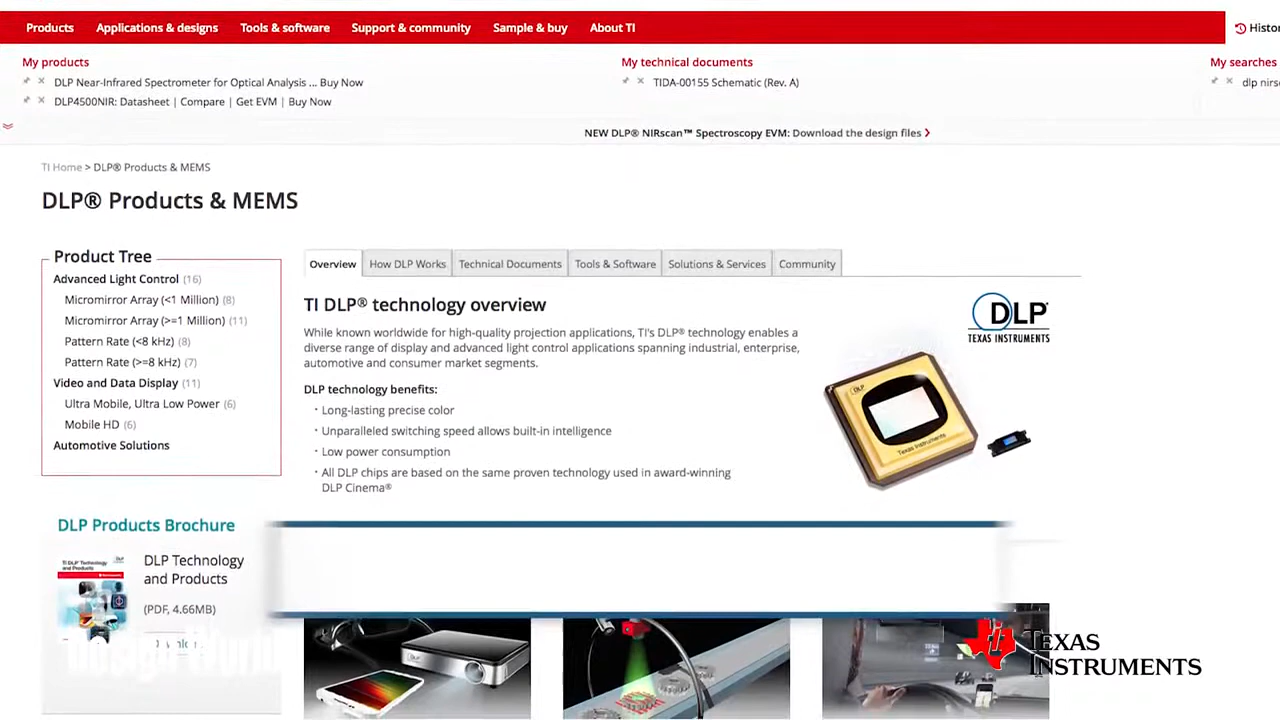 Products Applications & designs Tools & software Support & community Sample & buy About TI Histor
My products My technical documents My searches
DLP Near-Infrared Spectrometer for Optical Analysis ... Buy Now TIDA-00155 Schematic (Rev. A) dlp nirsc
DLP4500NIR: Datasheet | Compare | Get EVM | Buy Now
NEW DLP® NIRscan™ Spectroscopy EVM: Download the design files
TI Home > DLP® Products & MEMS
DLP® Products & MEMS
Product Tree
Advanced Light Control (16)
Micromirror Array (<1 Million) (8)
Micromirror Array (>=1 Million) (11)
Pattern Rate (<8 kHz) (8)
Pattern Rate (>=8 kHz) (7)
Video and Data Display (11)
Ultra Mobile, Ultra Low Power (6)
Mobile HD (6)
Automotive Solutions
Overview How DLP Works Technical Documents Tools & Software Solutions & Services Community
TI DLP® technology overview
While known worldwide for high-quality projection applications, TI's DLP® technology enables a
diverse range of display and advanced light control applications spanning industrial, enterprise,
automotive and consumer market segments.
DLP technology benefits:
· Long-lasting precise color
· Unparalleled switching speed allows built-in intelligence
· Low power consumption
· All DLP chips are based on the same proven technology used in award-winning
DLP Cinema®
DLP
TEXAS INSTRUMENTS
DLP
Texas Instruments
DLP Products Brochure
TI DLP® Technology
and Products
DLP Technology
and Products
(PDF, 4.66MB)
TEXAS
INSTRUMENTS